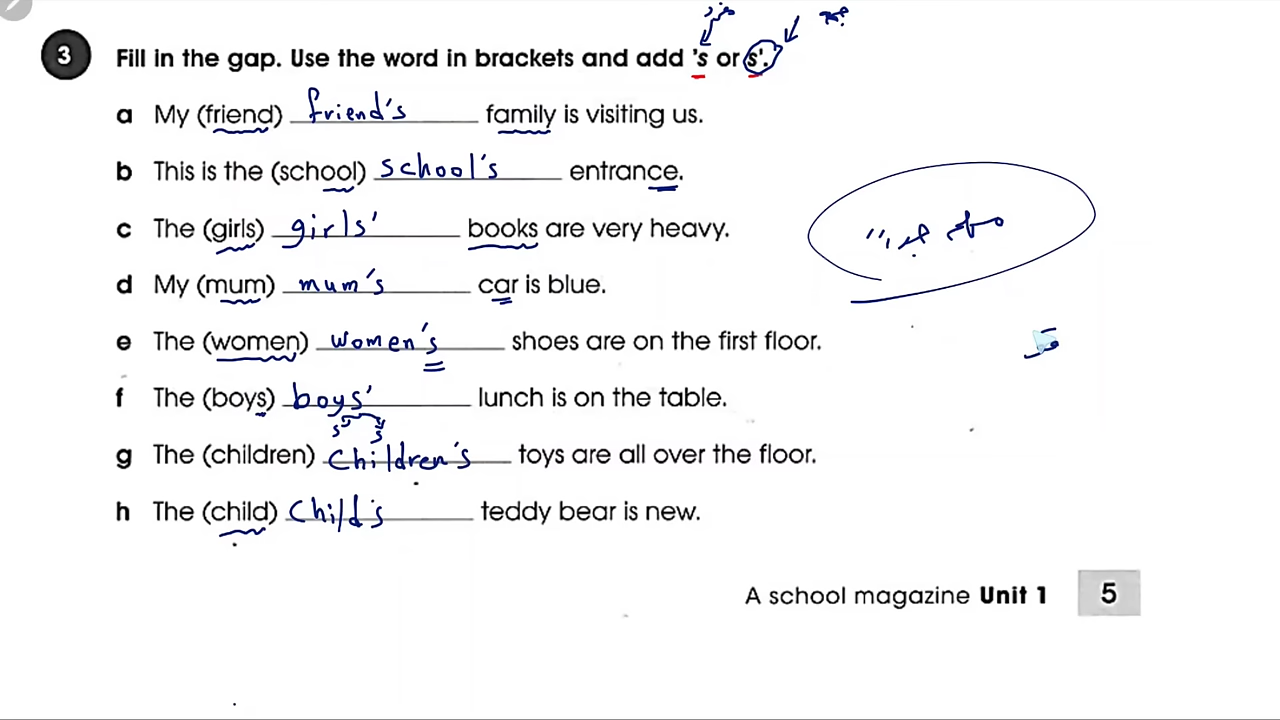 مفرد
جمع
3 Fill in the gap. Use the word in brackets and add 's or s'.
a My (friend) friend's family is visiting us.
b This is the (school) school's entrance.
c The (girls) girls' books are very heavy.
d My (mum) mum's car is blue.
e The (women) women's shoes are on the first floor.
f The (boys) boys' lunch is on the table.
s s
g The (children) children's toys are all over the floor.
h The (child) child's teddy bear is new.
A school magazine Unit 1 5